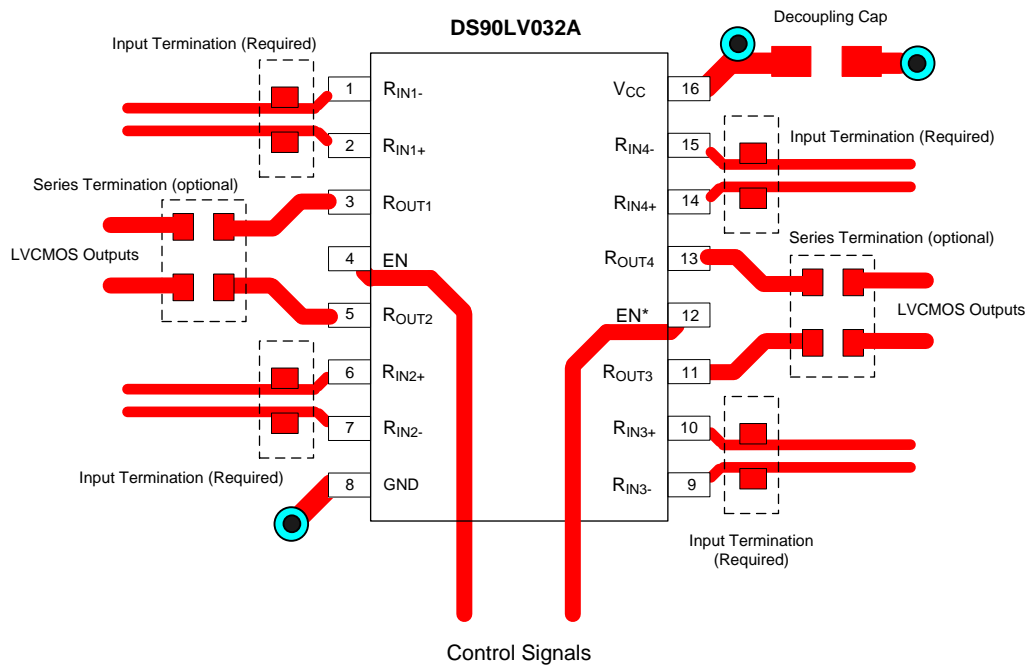 DS90LV032A
Decoupling Cap
Input Termination (Required)
1 RIN1-
2 RIN1+
Series Termination (optional)
3 ROUT1
LVCMOS Outputs
4 EN
5 ROUT2
6 RIN2+
7 RIN2-
Input Termination (Required)
8 GND
VCC 16
RIN4- 15
Input Termination (Required)
RIN4+ 14
Series Termination (optional)
ROUT4 13
EN* 12
LVCMOS Outputs
ROUT3 11
RIN3+ 10
RIN3- 9
Input Termination
(Required)
Control Signals